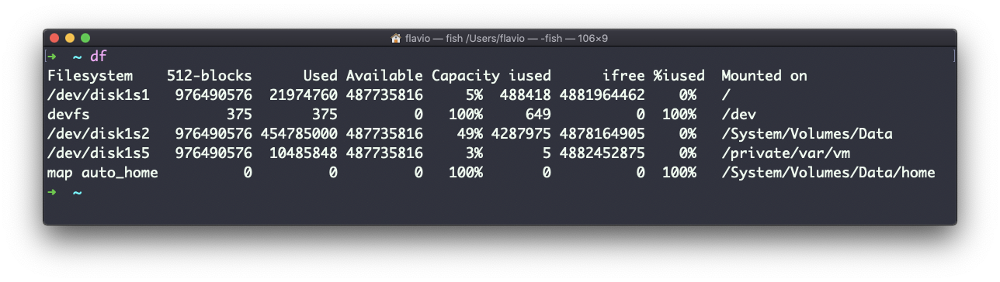 flavio — fish /Users/flavio — -fish — 106×9
➜ ~ df
Filesystem 512-blocks Used Available Capacity iused ifree %iused Mounted on
/dev/disk1s1 976490576 21974760 487735816 5% 488418 4881964462 0% /
devfs 375 375 0 100% 649 0 100% /dev
/dev/disk1s2 976490576 454785000 487735816 49% 4287975 4878164905 0% /System/Volumes/Data
/dev/disk1s5 976490576 10485848 487735816 3% 5 4882452875 0% /private/var/vm
map auto_home 0 0 0 100% 0 0 100% /System/Volumes/Data/home
➜ ~